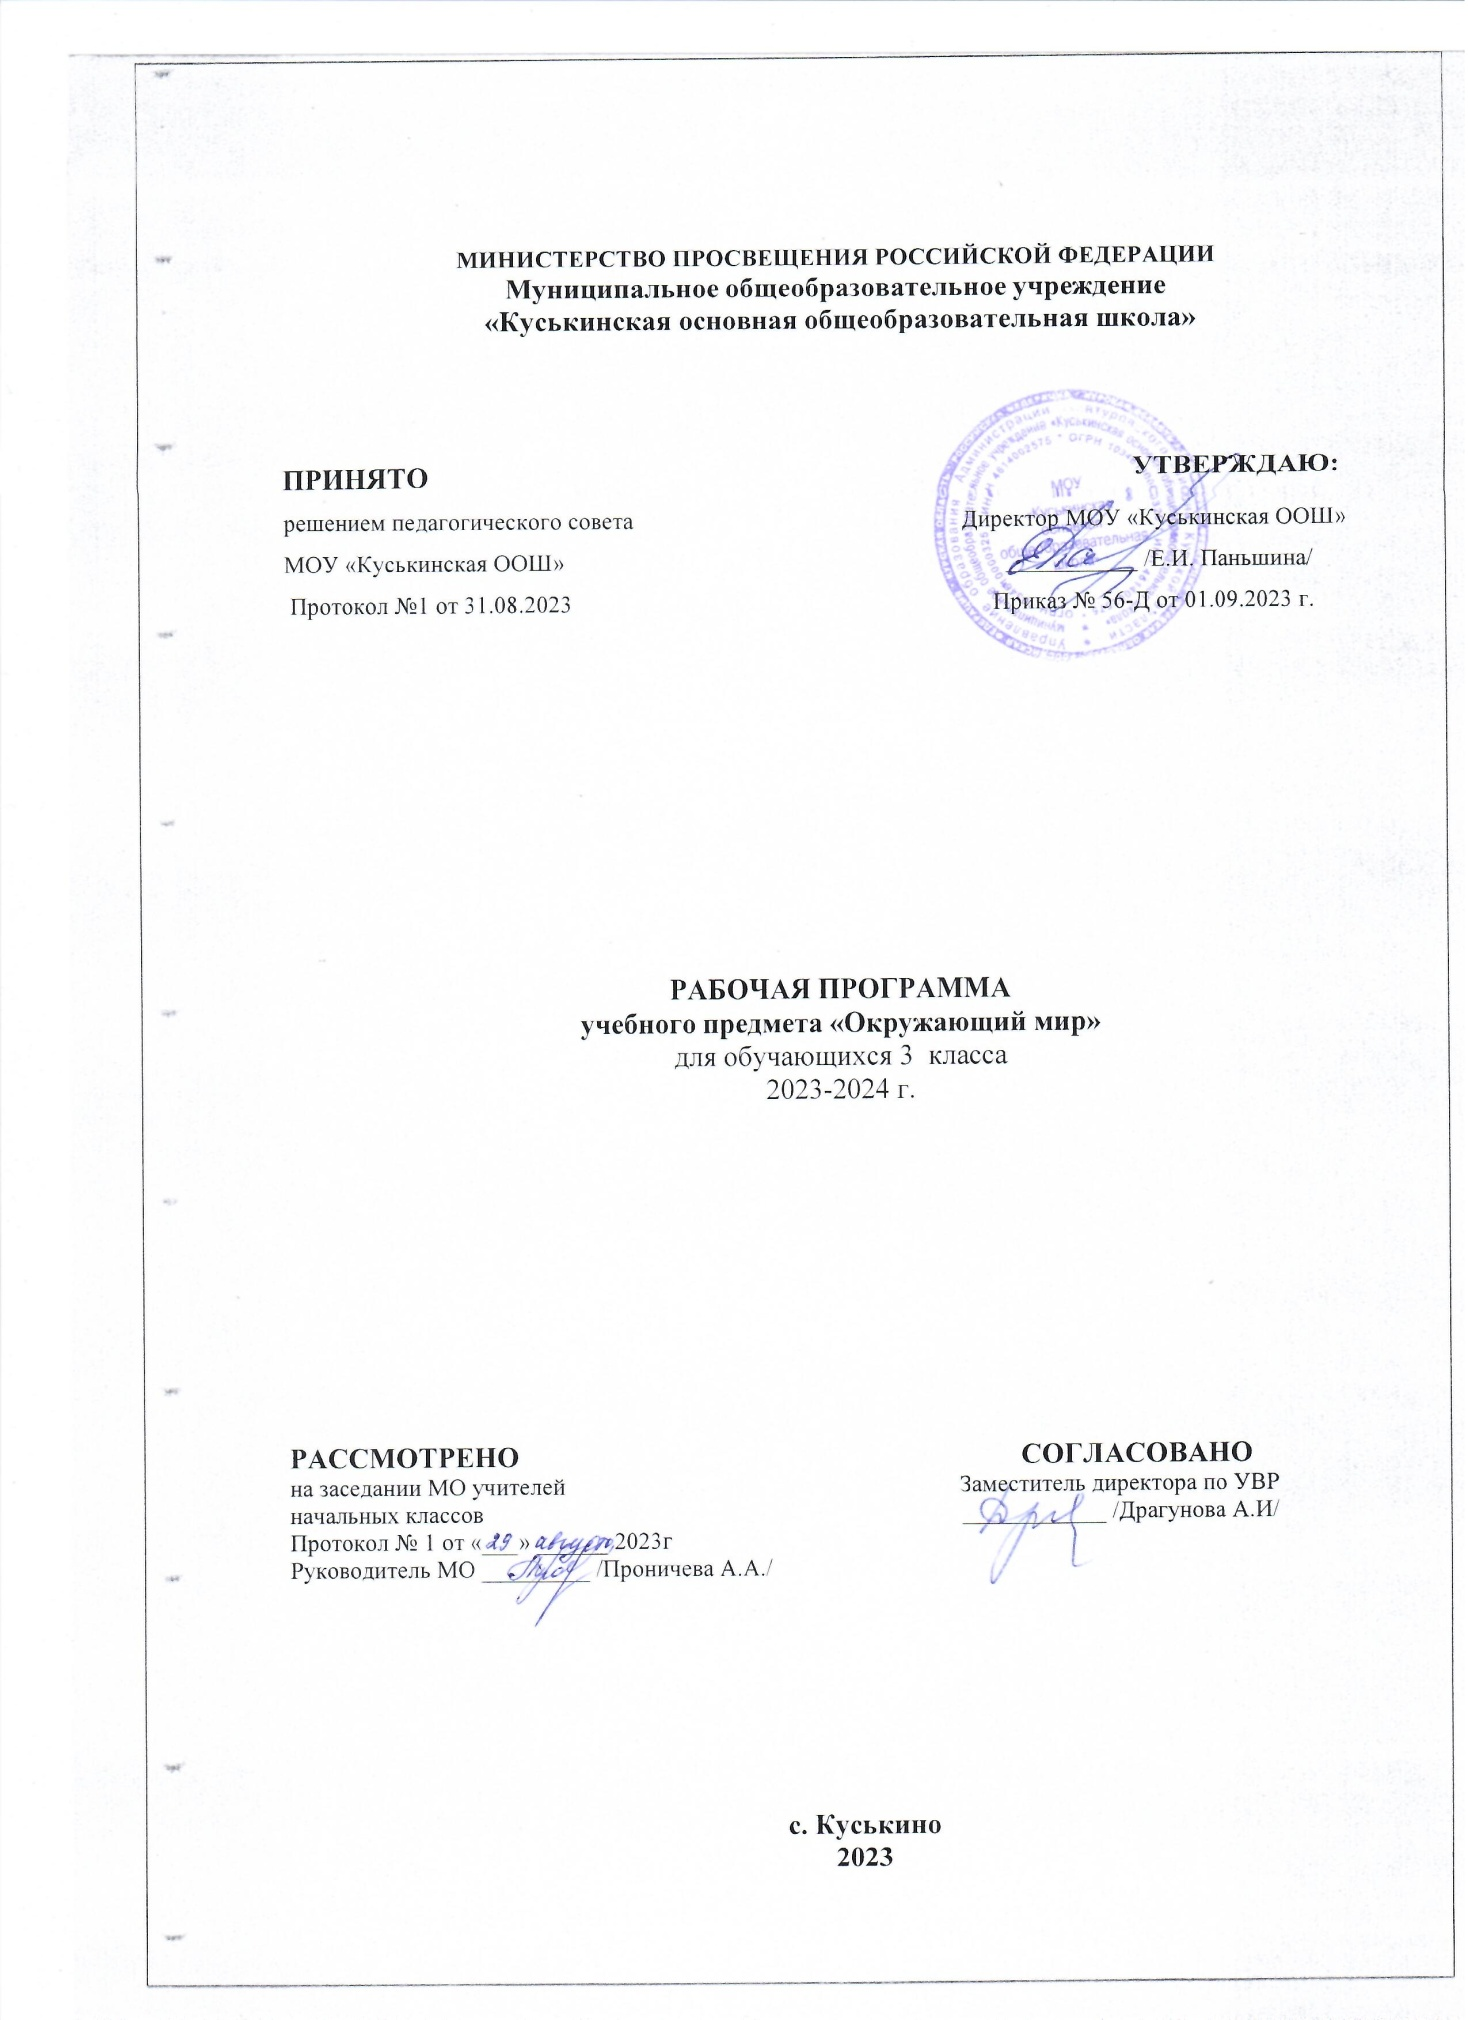 МИНИСТЕРСТВО ПРОСВЕЩЕНИЯ РОССИЙСКОЙ ФЕДЕРАЦИИ
Муниципальное общеобразовательное учреждение
«Куськинская основная общеобразовательная школа»
ПРИНЯТО
решением педагогического совета
МОУ «Куськинская ООШ»
Протокол №1 от 31.08.2023
УТВЕРЖДАЮ:
Директор МОУ «Куськинская ООШ»
/Е.И. Паньшина/
Приказ № 56-Д от 01.09.2023 г.
МОУ
РАБОЧАЯ ПРОГРАММА
учебного предмета «Окружающий мир»
для обучающихся 3 класса
2023-2024 г.
РАССМОТРЕНО
на заседании МО учителей
начальных классов
Протокол № 1 от «29» августа 2023г
Руководитель МО __________ /Проничева А.А./
СОГЛАСОВАНО
Заместитель директора по УВР
____________ /Драгунова А.И/
с. Куськино
2023